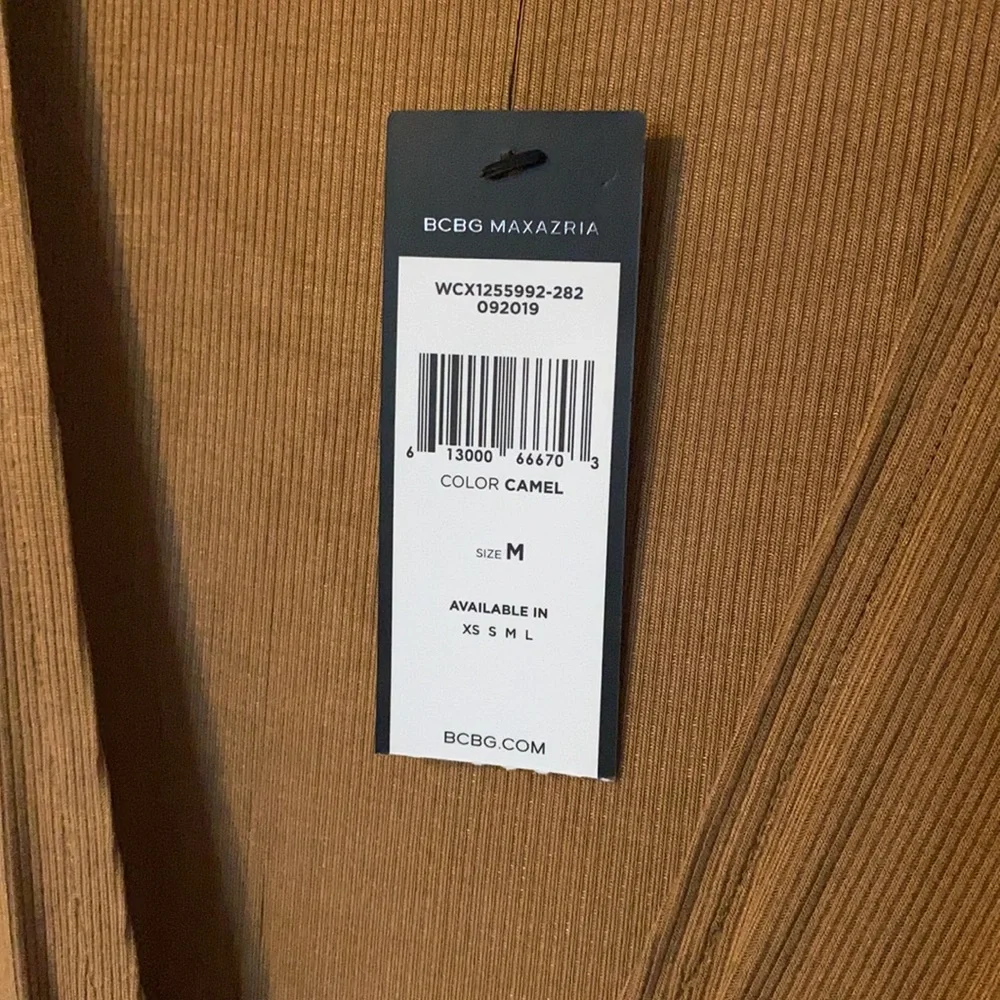 BCBG MAXAZRIA
WCX1255992-282
092019
6 13000 66670 3
COLOR CAMEL
SIZE M
AVAILABLE IN
XS S M L
BCBG.COM